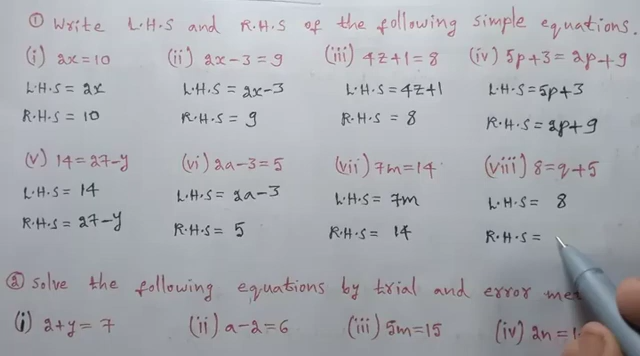 ① Write L.H.S and R.H.S of the following simple equations.
(i) 2x=10 (ii) 2x-3=9 (iii) 4z+1=8 (iv) 5p+3=2p+9
L.H.S=2x L.H.S=2x-3 L.H.S=4z+1 L.H.S=5p+3
R.H.S=10 R.H.S=9 R.H.S=8 R.H.S=2p+9
(v) 14=27-y (vi) 2a-3=5 (vii) 7m=14. (viii) 8=q+5
L.H.S=14 L.H.S=2a-3 L.H.S=7m L.H.S=8
R.H.S=27-y R.H.S=5 R.H.S=14 R.H.S=
② Solve the following equations by trial and error
(i) 2+y=7 (ii) a-2=6 (iii) 5m=15 (iv) 2n=1